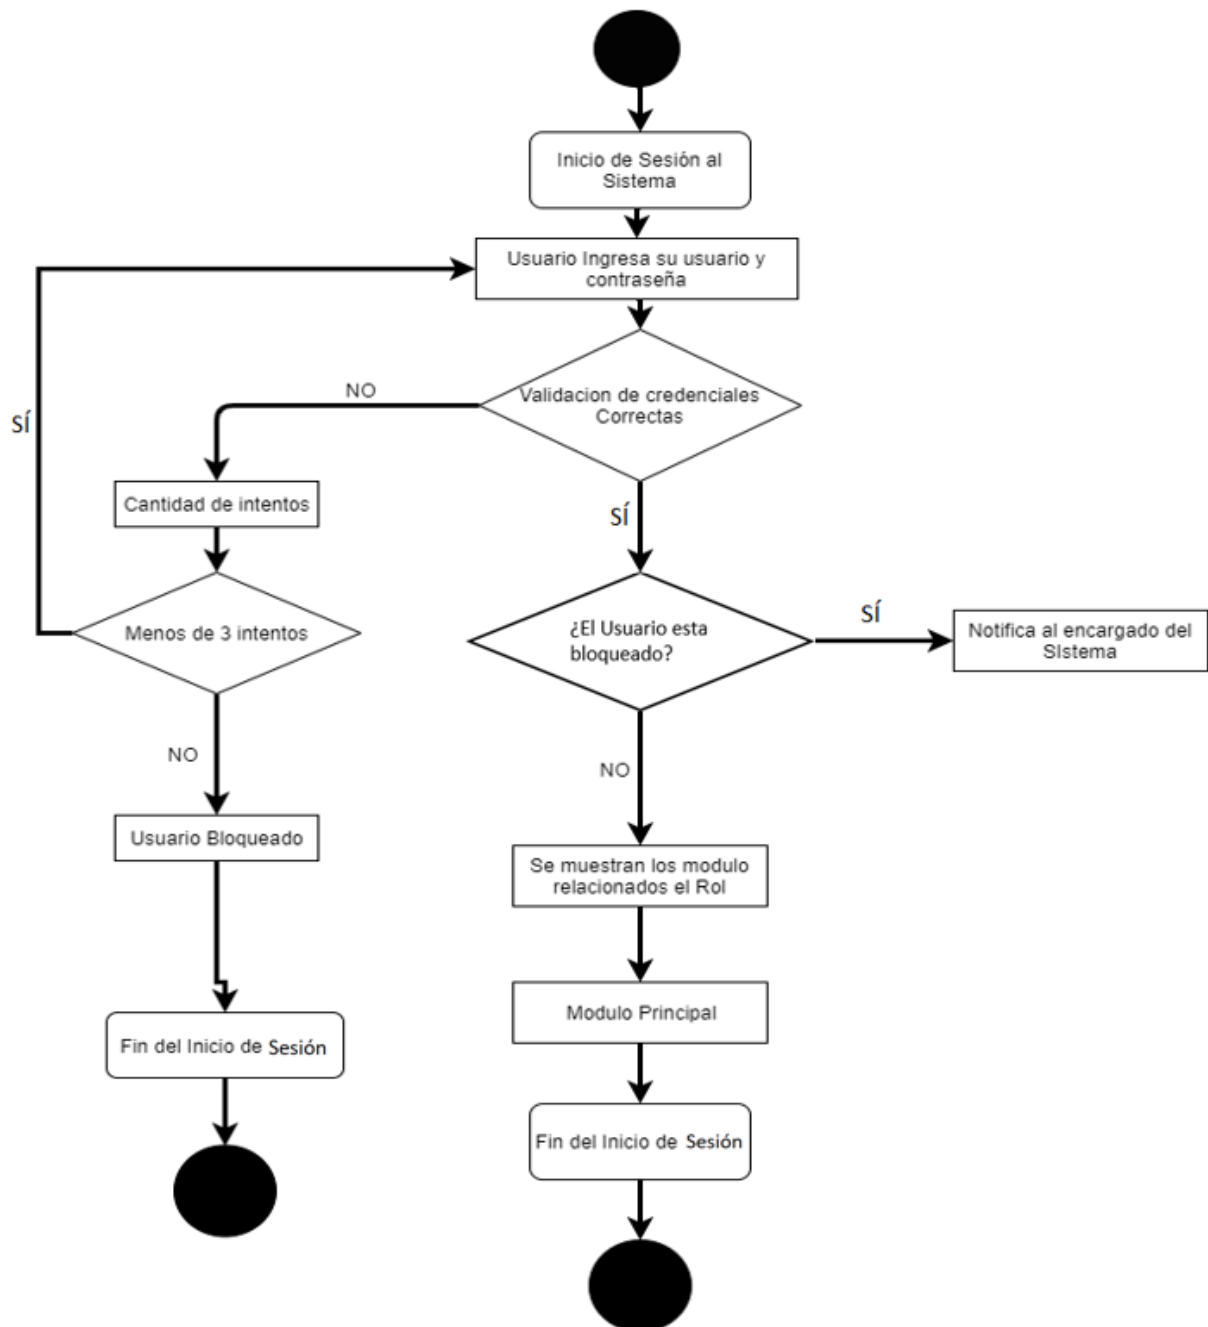 Inicio de Sesión al
Sistema
Usuario Ingresa su usuario y
contraseña
NO
Validacion de credenciales
Correctas
SÍ
Cantidad de intentos
SÍ
Menos de 3 intentos
¿El Usuario esta
bloqueado?
SÍ
Notifica al encargado del
SIstema
NO
NO
Usuario Bloqueado
Se muestran los modulo
relacionados el Rol
Modulo Principal
Fin del Inicio de Sesión
Fin del Inicio de Sesión